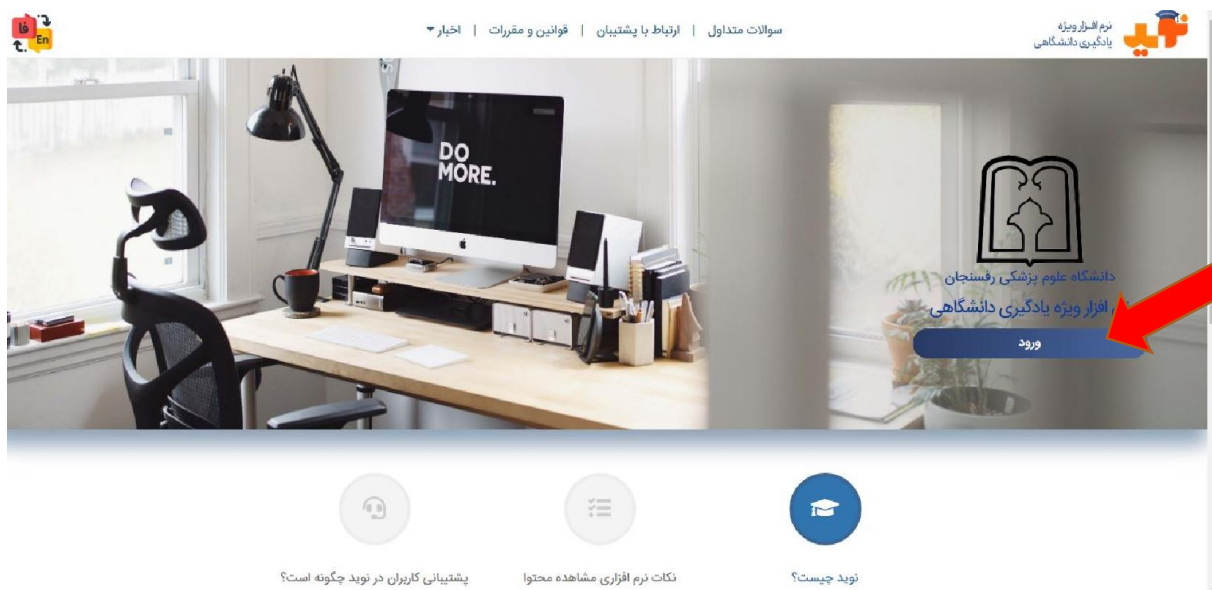 نرم افزار ویژه
یادگیری دانشگاهی
نوید
سوالات متداول | ارتباط با پشتیبان | قوانین و مقررات | اخبار
فا
En
DO
MORE.
دانشگاه علوم پزشکی رفسنجان
افزار ویژه یادگیری دانشگاهی
ورود
نوید چیست؟
نکات نرم افزاری مشاهده محتوا
پشتیبانی کاربران در نوید چگونه است؟